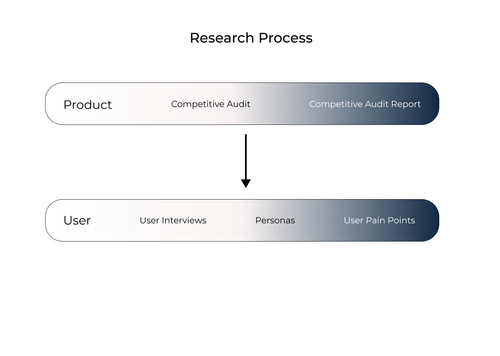 Research Process
Product Competitive Audit Competitive Audit Report
User User Interviews Personas User Pain Points